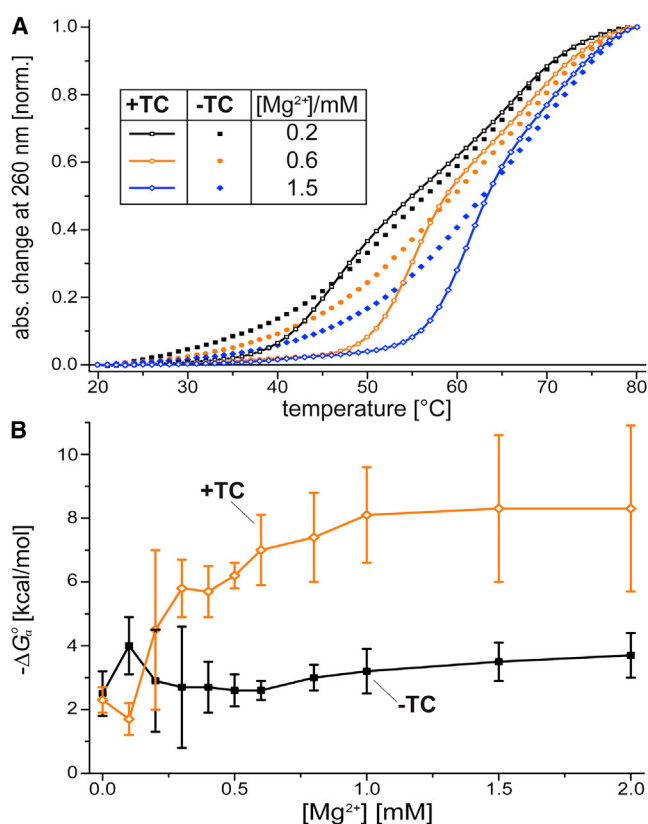 A
abs. change at 260 nm [norm.]
1.0
0.8
0.6
0.4
0.2
0.0
+TC -TC [Mg²⁺]/mM
0.2
0.6
1.5
20 30 40 50 60 70 80
temperature [°C]
B
-ΔG°α [kcal/mol]
10
8
6
4
2
0
+TC
-TC
0.0 0.5 1.0 1.5 2.0
[Mg²⁺] [mM]